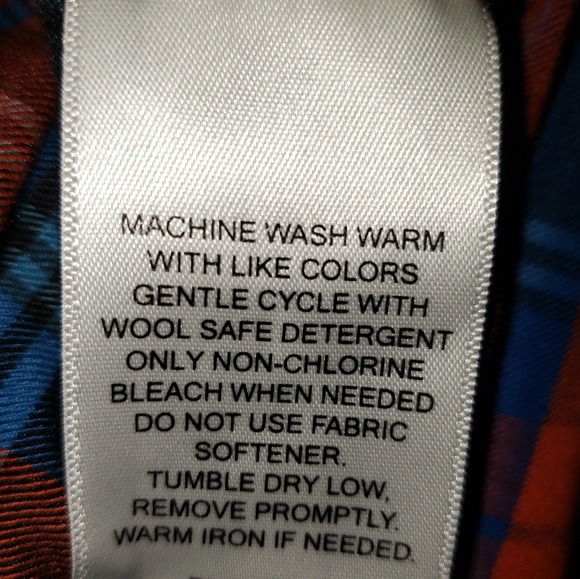 MACHINE WASH WARM
WITH LIKE COLORS
GENTLE CYCLE WITH
WOOL SAFE DETERGENT
ONLY NON-CHLORINE
BLEACH WHEN NEEDED
DO NOT USE FABRIC
SOFTENER.
TUMBLE DRY LOW,
REMOVE PROMPTLY.
WARM IRON IF NEEDED.